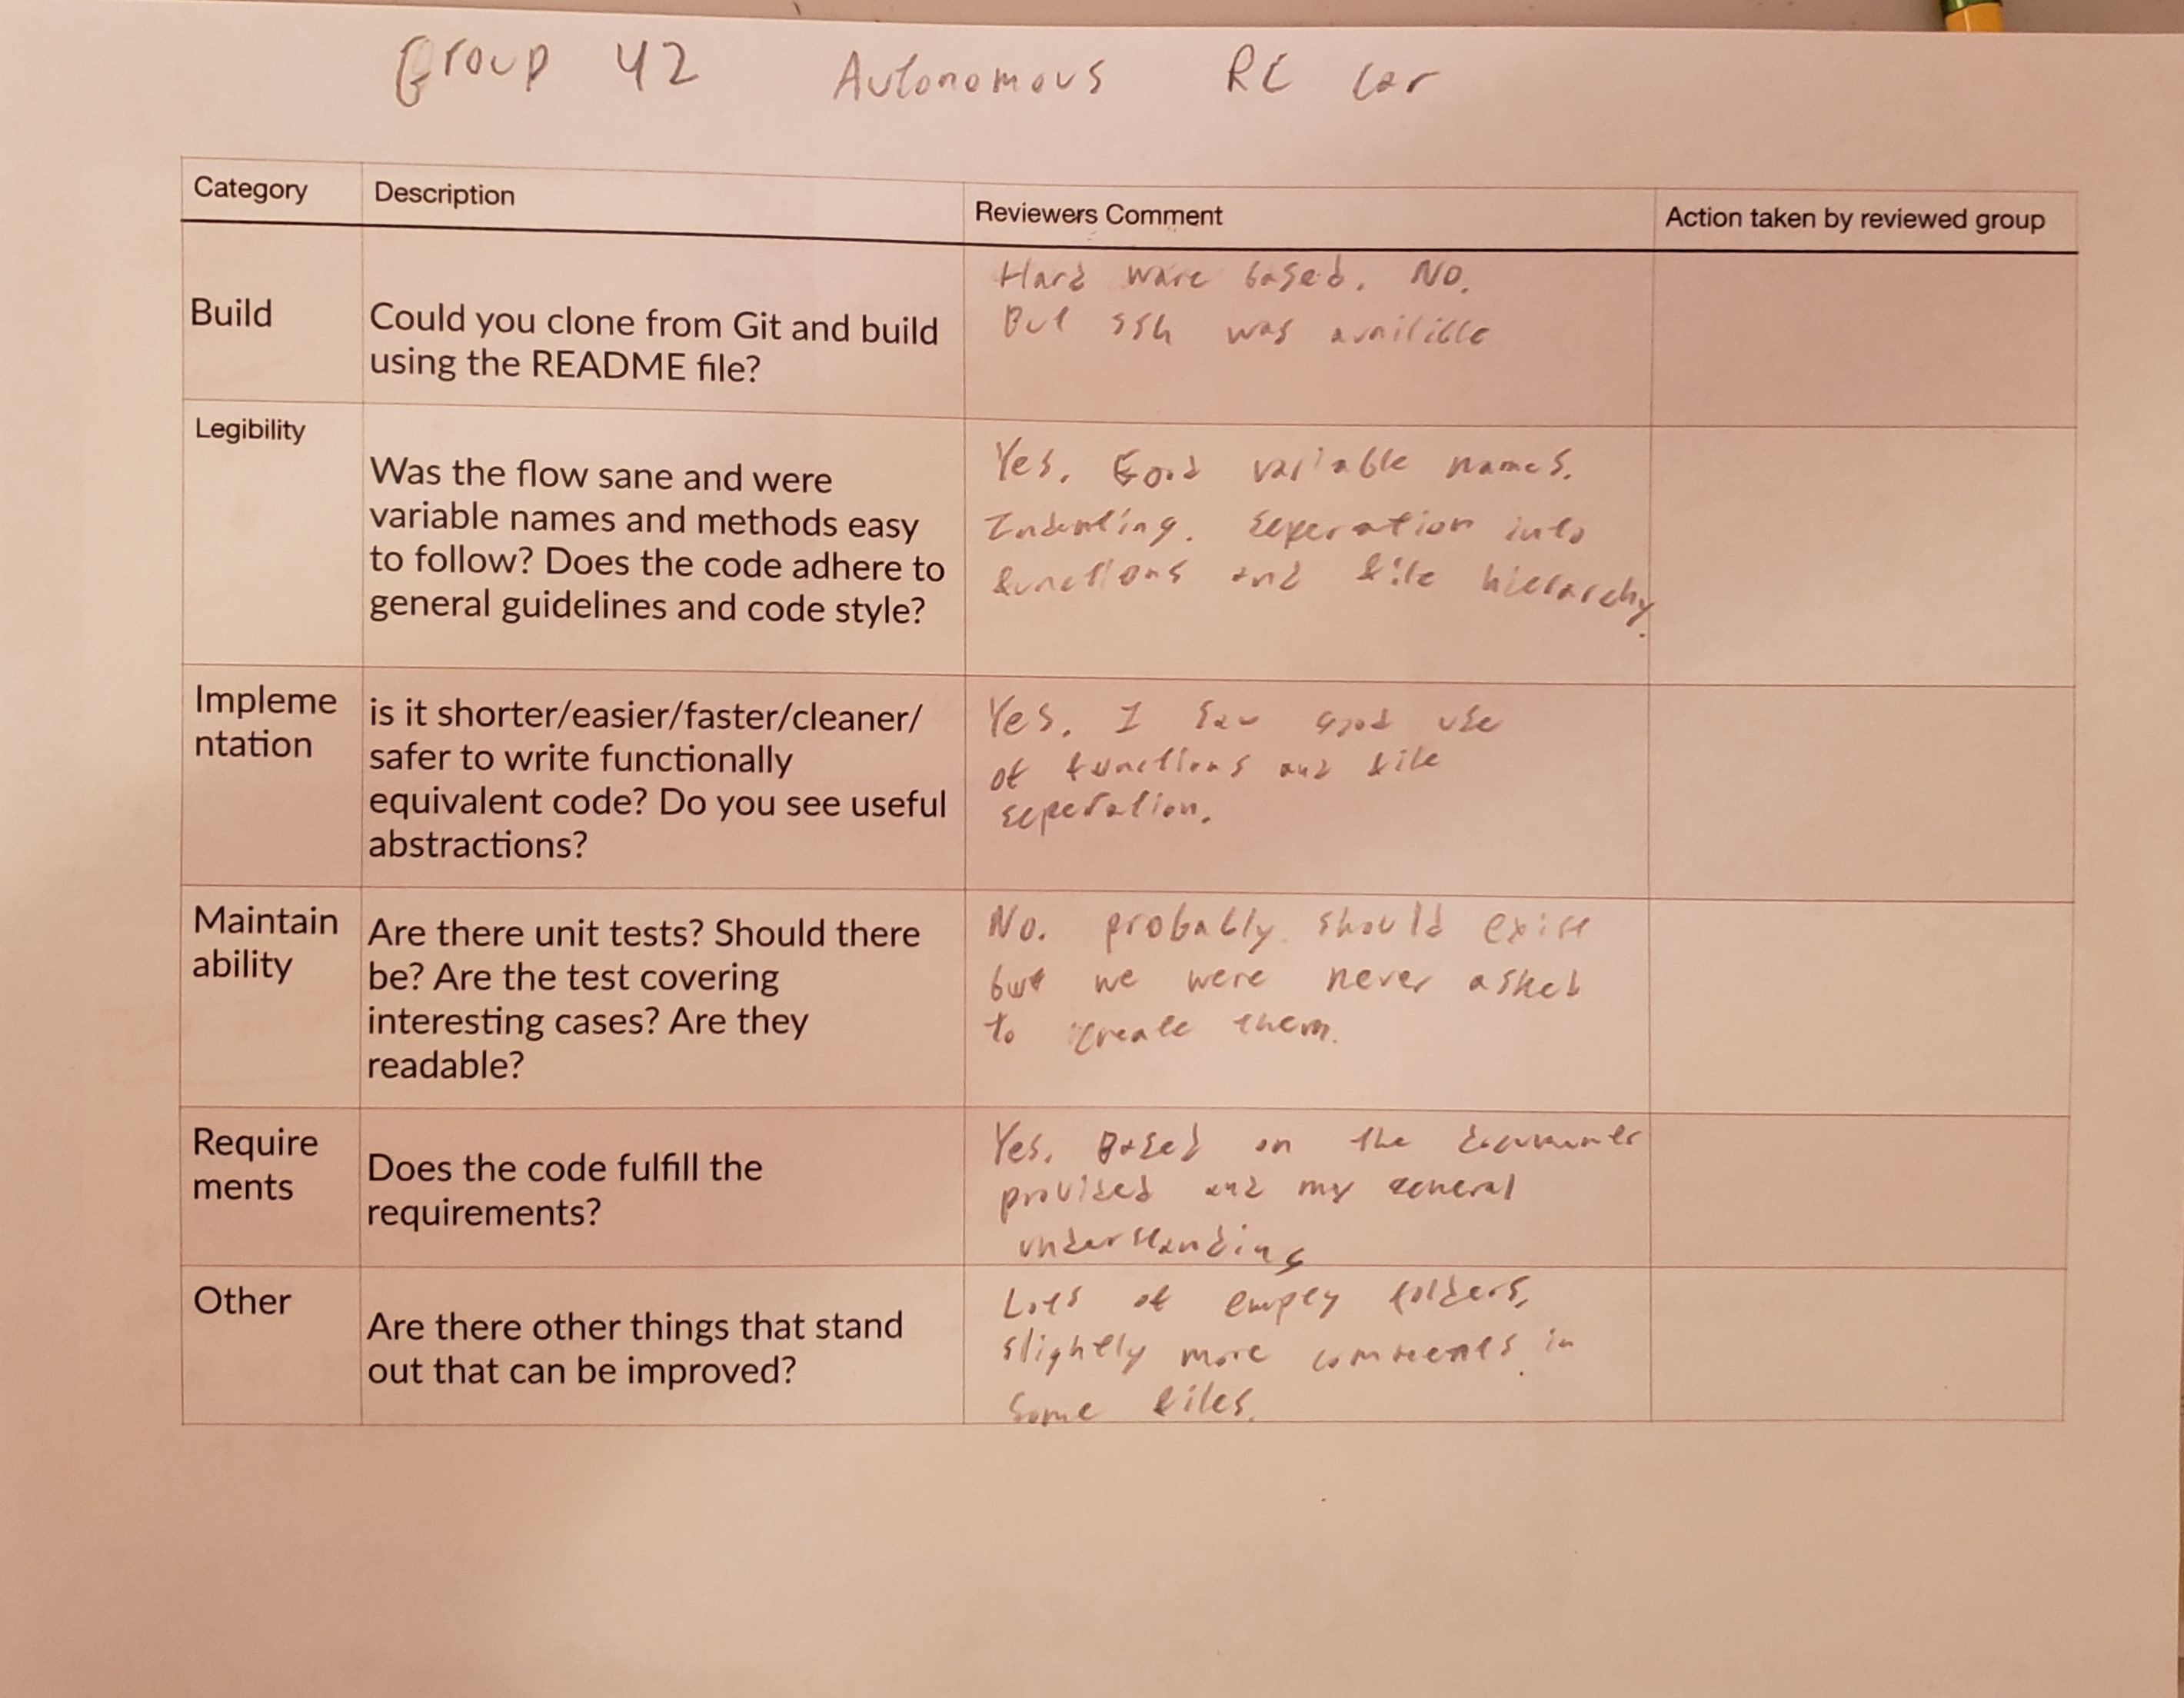 Group 42 Autonomous RC Car
Category
Description
Reviewers Comment
Action taken by reviewed group
Build
Could you clone from Git and build
using the README file?
Hard ware based. No.
But ssh was availible
Legibility
Was the flow sane and were
variable names and methods easy
to follow? Does the code adhere to
general guidelines and code style?
Yes. Good variable names.
Indenting. Seperation into
functions and file hierarchy.
Impleme
ntation
is it shorter/easier/faster/cleaner/
safer to write functionally
equivalent code? Do you see useful
abstractions?
Yes. I saw good use
of functions and file
seperation.
Maintain
ability
Are there unit tests? Should there
be? Are the test covering
interesting cases? Are they
readable?
No. probably should exist
but we were never asked
to create them.
Require
ments
Does the code fulfill the
requirements?
Yes. Based on the
provided and my general
understanding
Other
Are there other things that stand
out that can be improved?
Lots of empty folders.
slightly more comments in
some files.